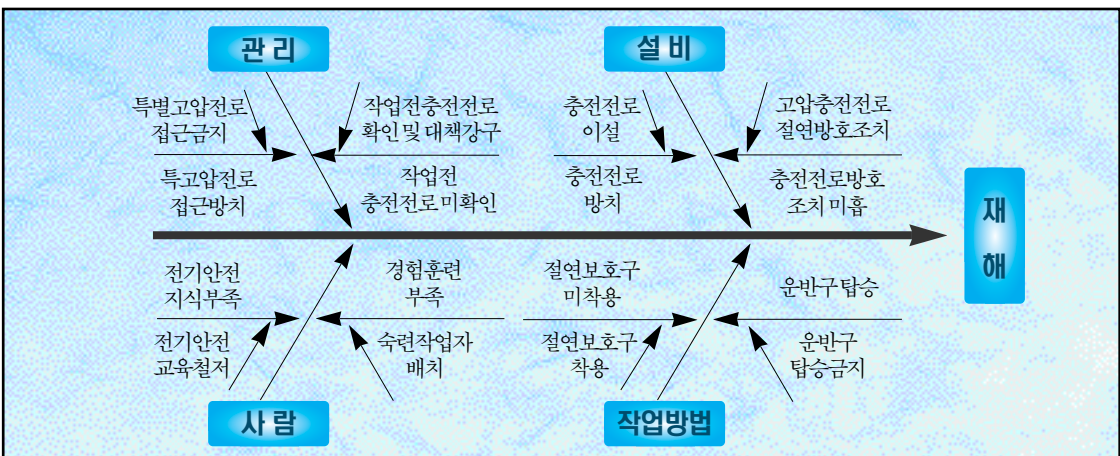 관 리
설 비
특별고압전로
접근금지
작업전충전전로
확인 및 대책강구
충전전로
이설
고압충전전로
절연방호조치
특고압전로
접근방치
작업전
충전전로 미확인
충전전로
방치
충전전로방호
조치 미흡
재
해
전기안전
지식부족
경험훈련
부족
절연보호구
미착용
운반구 탑승
전기안전
교육철저
숙련작업자
배치
절연보호구
착용
운반구
탑승금지
사 람
작업방법